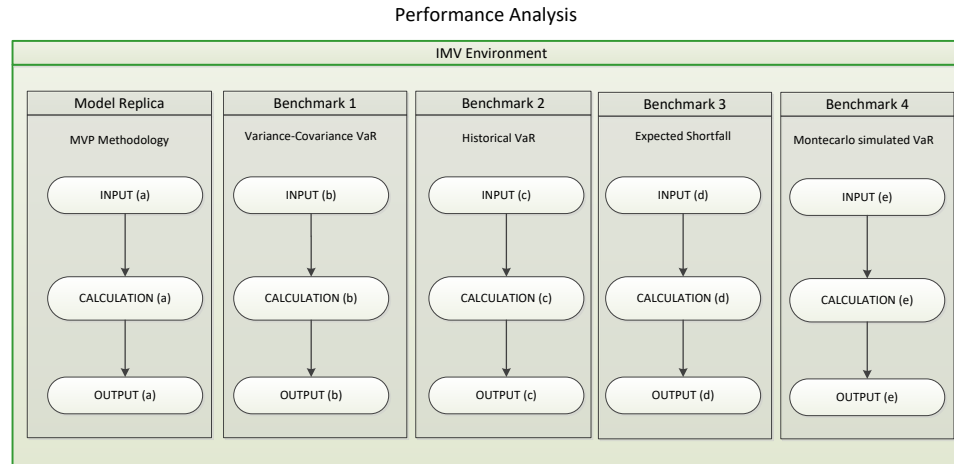 Performance Analysis
IMV Environment
Model Replica
MVP Methodology
INPUT (a)
CALCULATION (a)
OUTPUT (a)
Benchmark 1
Variance-Covariance VaR
INPUT (b)
CALCULATION (b)
OUTPUT (b)
Benchmark 2
Historical VaR
INPUT (c)
CALCULATION (c)
OUTPUT (c)
Benchmark 3
Expected Shortfall
INPUT (d)
CALCULATION (d)
OUTPUT (d)
Benchmark 4
Montecarlo simulated VaR
INPUT (e)
CALCULATION (e)
OUTPUT (e)